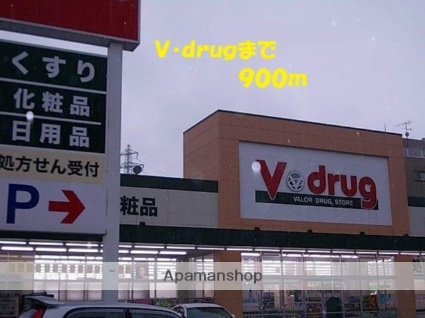 V・drugまで
900m
くすり
化粧品
日用品
処方せん受付
P→
粧品
V drug
VALOR DRUG STORE
Apamanshop